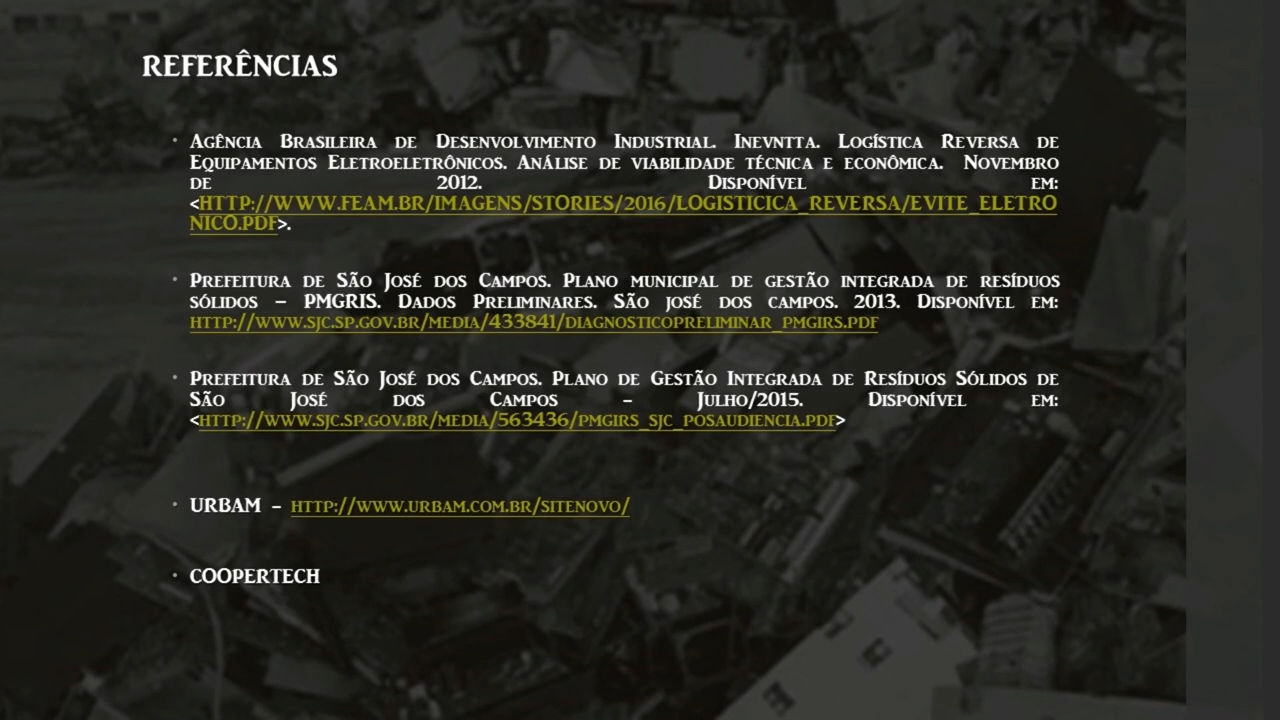 REFERÊNCIAS
• Agência Brasileira de Desenvolvimento Industrial. Inevntta. Logística Reversa de
Equipamentos Eletroeletrônicos. Análise de viabilidade técnica e econômica. Novembro
de 2012. Disponível em:
<HTTP://WWW.FEAM.BR/IMAGENS/STORIES/2016/LOGISTICICA_REVERSA/EVITE_ELETRO
NICO.PDF>.
• Prefeitura de São José dos Campos. Plano municipal de gestão integrada de resíduos
sólidos – PMGRIS. Dados Preliminares. São josé dos campos. 2013. Disponível em:
http://www.sjc.sp.gov.br/media/433841/diagnosticopreliminar_pmgirs.pdf
• Prefeitura de São José dos Campos. Plano de Gestão Integrada de Resíduos Sólidos de
São José dos Campos – Julho/2015. Disponível em:
<http://www.sjc.sp.gov.br/media/563436/pmgirs_sjc_posaudiencia.pdf>
• URBAM – http://www.urbam.com.br/sitenovo/
• COOPERTECH